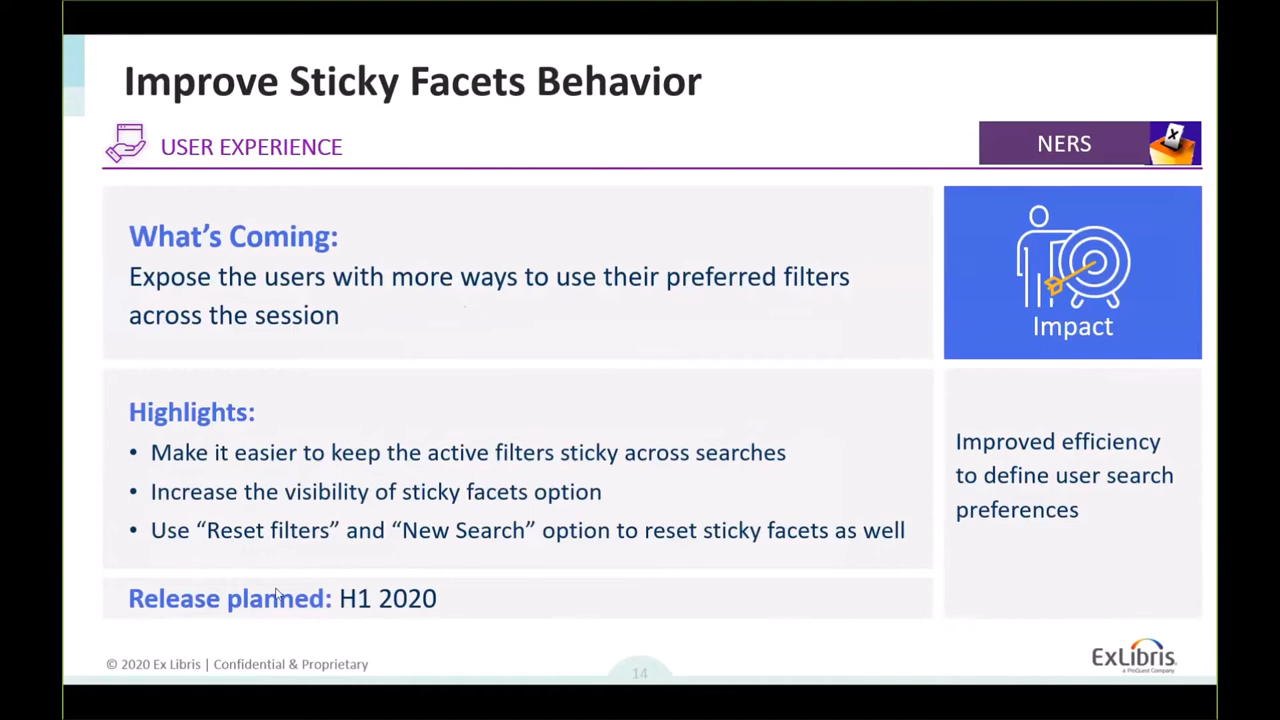 Improve Sticky Facets Behavior
USER EXPERIENCE
NERS
X
What's Coming:
Expose the users with more ways to use their preferred filters
across the session
Impact
Highlights:
• Make it easier to keep the active filters sticky across searches
• Increase the visibility of sticky facets option
• Use “Reset filters” and “New Search” option to reset sticky facets as well
Improved efficiency
to define user search
preferences
Release planned: H1 2020
© 2020 Ex Libris | Confidential & Proprietary
14
ExLibris
a ProQuest Company